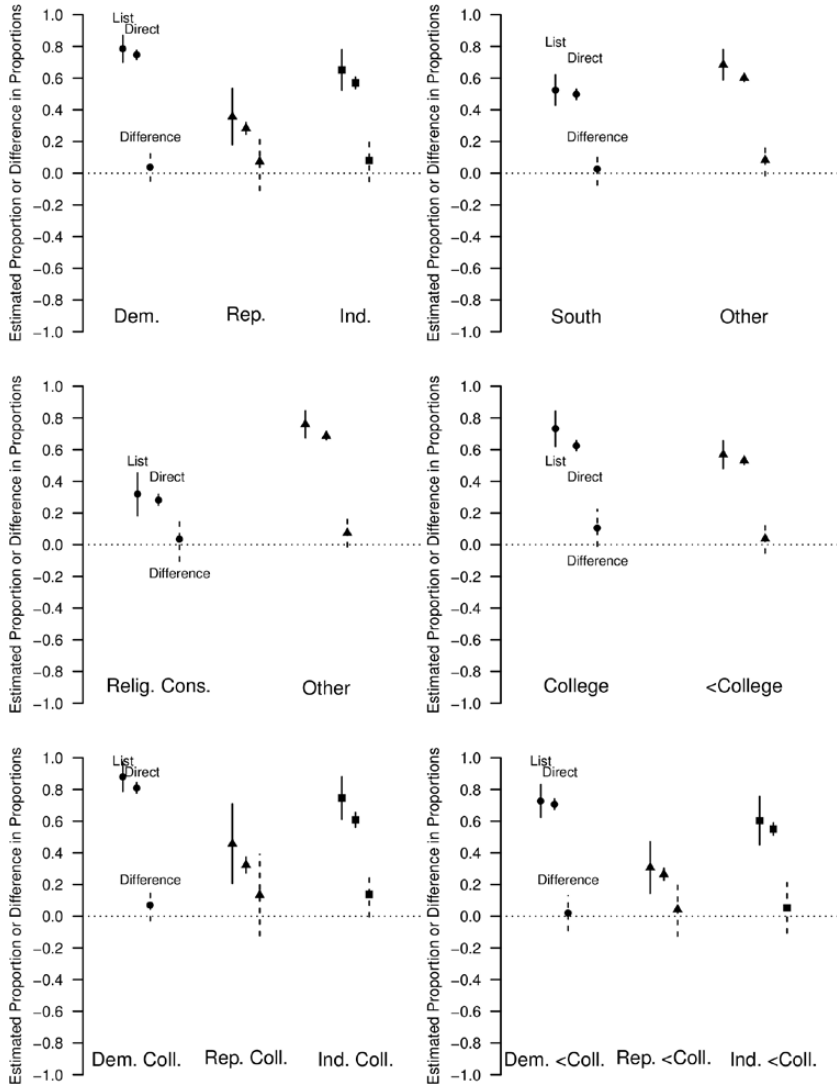 Estimated Proportion or Difference in Proportions
1.0
0.8
0.6
0.4
0.2
0.0
−0.2
−0.4
−0.6
−0.8
−1.0
List
Direct
Difference
Dem. Rep. Ind.
Estimated Proportion or Difference in Proportions
1.0
0.8
0.6
0.4
0.2
0.0
−0.2
−0.4
−0.6
−0.8
−1.0
List
Direct
Difference
South Other
Estimated Proportion or Difference in Proportions
1.0
0.8
0.6
0.4
0.2
0.0
−0.2
−0.4
−0.6
−0.8
−1.0
List
Direct
Difference
Relig. Cons. Other
Estimated Proportion or Difference in Proportions
1.0
0.8
0.6
0.4
0.2
0.0
−0.2
−0.4
−0.6
−0.8
−1.0
List
Direct
Difference
College <College
Estimated Proportion or Difference in Proportions
1.0
0.8
0.6
0.4
0.2
0.0
−0.2
−0.4
−0.6
−0.8
−1.0
List
Direct
Difference
Dem. Coll. Rep. Coll. Ind. Coll.
Estimated Proportion or Difference in Proportions
1.0
0.8
0.6
0.4
0.2
0.0
−0.2
−0.4
−0.6
−0.8
−1.0
List
Direct
Difference
Dem. <Coll. Rep. <Coll. Ind. <Coll.